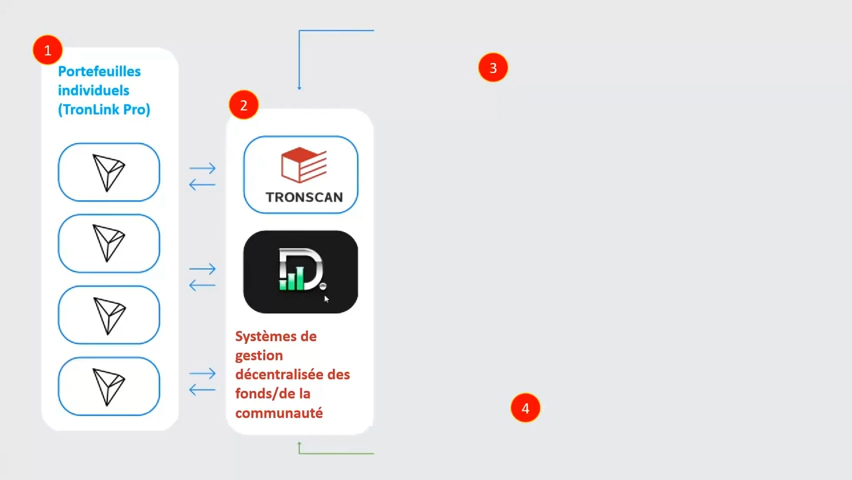 1
Portefeuilles
individuels
(TronLink Pro)
2
TRONSCAN
D
Systèmes de
gestion
décentralisée des
fonds/de la
communauté
3
4